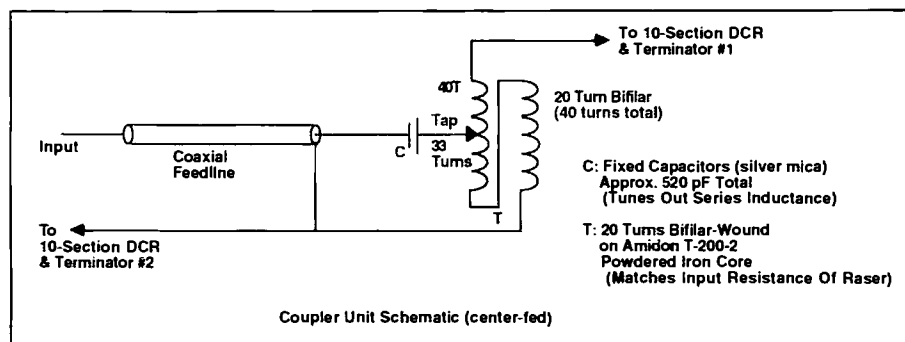 To 10-Section DCR
& Terminator #1
40T
20 Turn Bifilar
(40 turns total)
Tap
Input
C
33
Turns
Coaxial
Feedline
C: Fixed Capacitors (silver mica)
Approx. 520 pF Total
(Tunes Out Series Inductance)
T
To
10-Section DCR
& Terminator #2
T: 20 Turns Bifilar-Wound
on Amidon T-200-2
Powdered Iron Core
(Matches Input Resistance Of Raser)
Coupler Unit Schematic (center-fed)